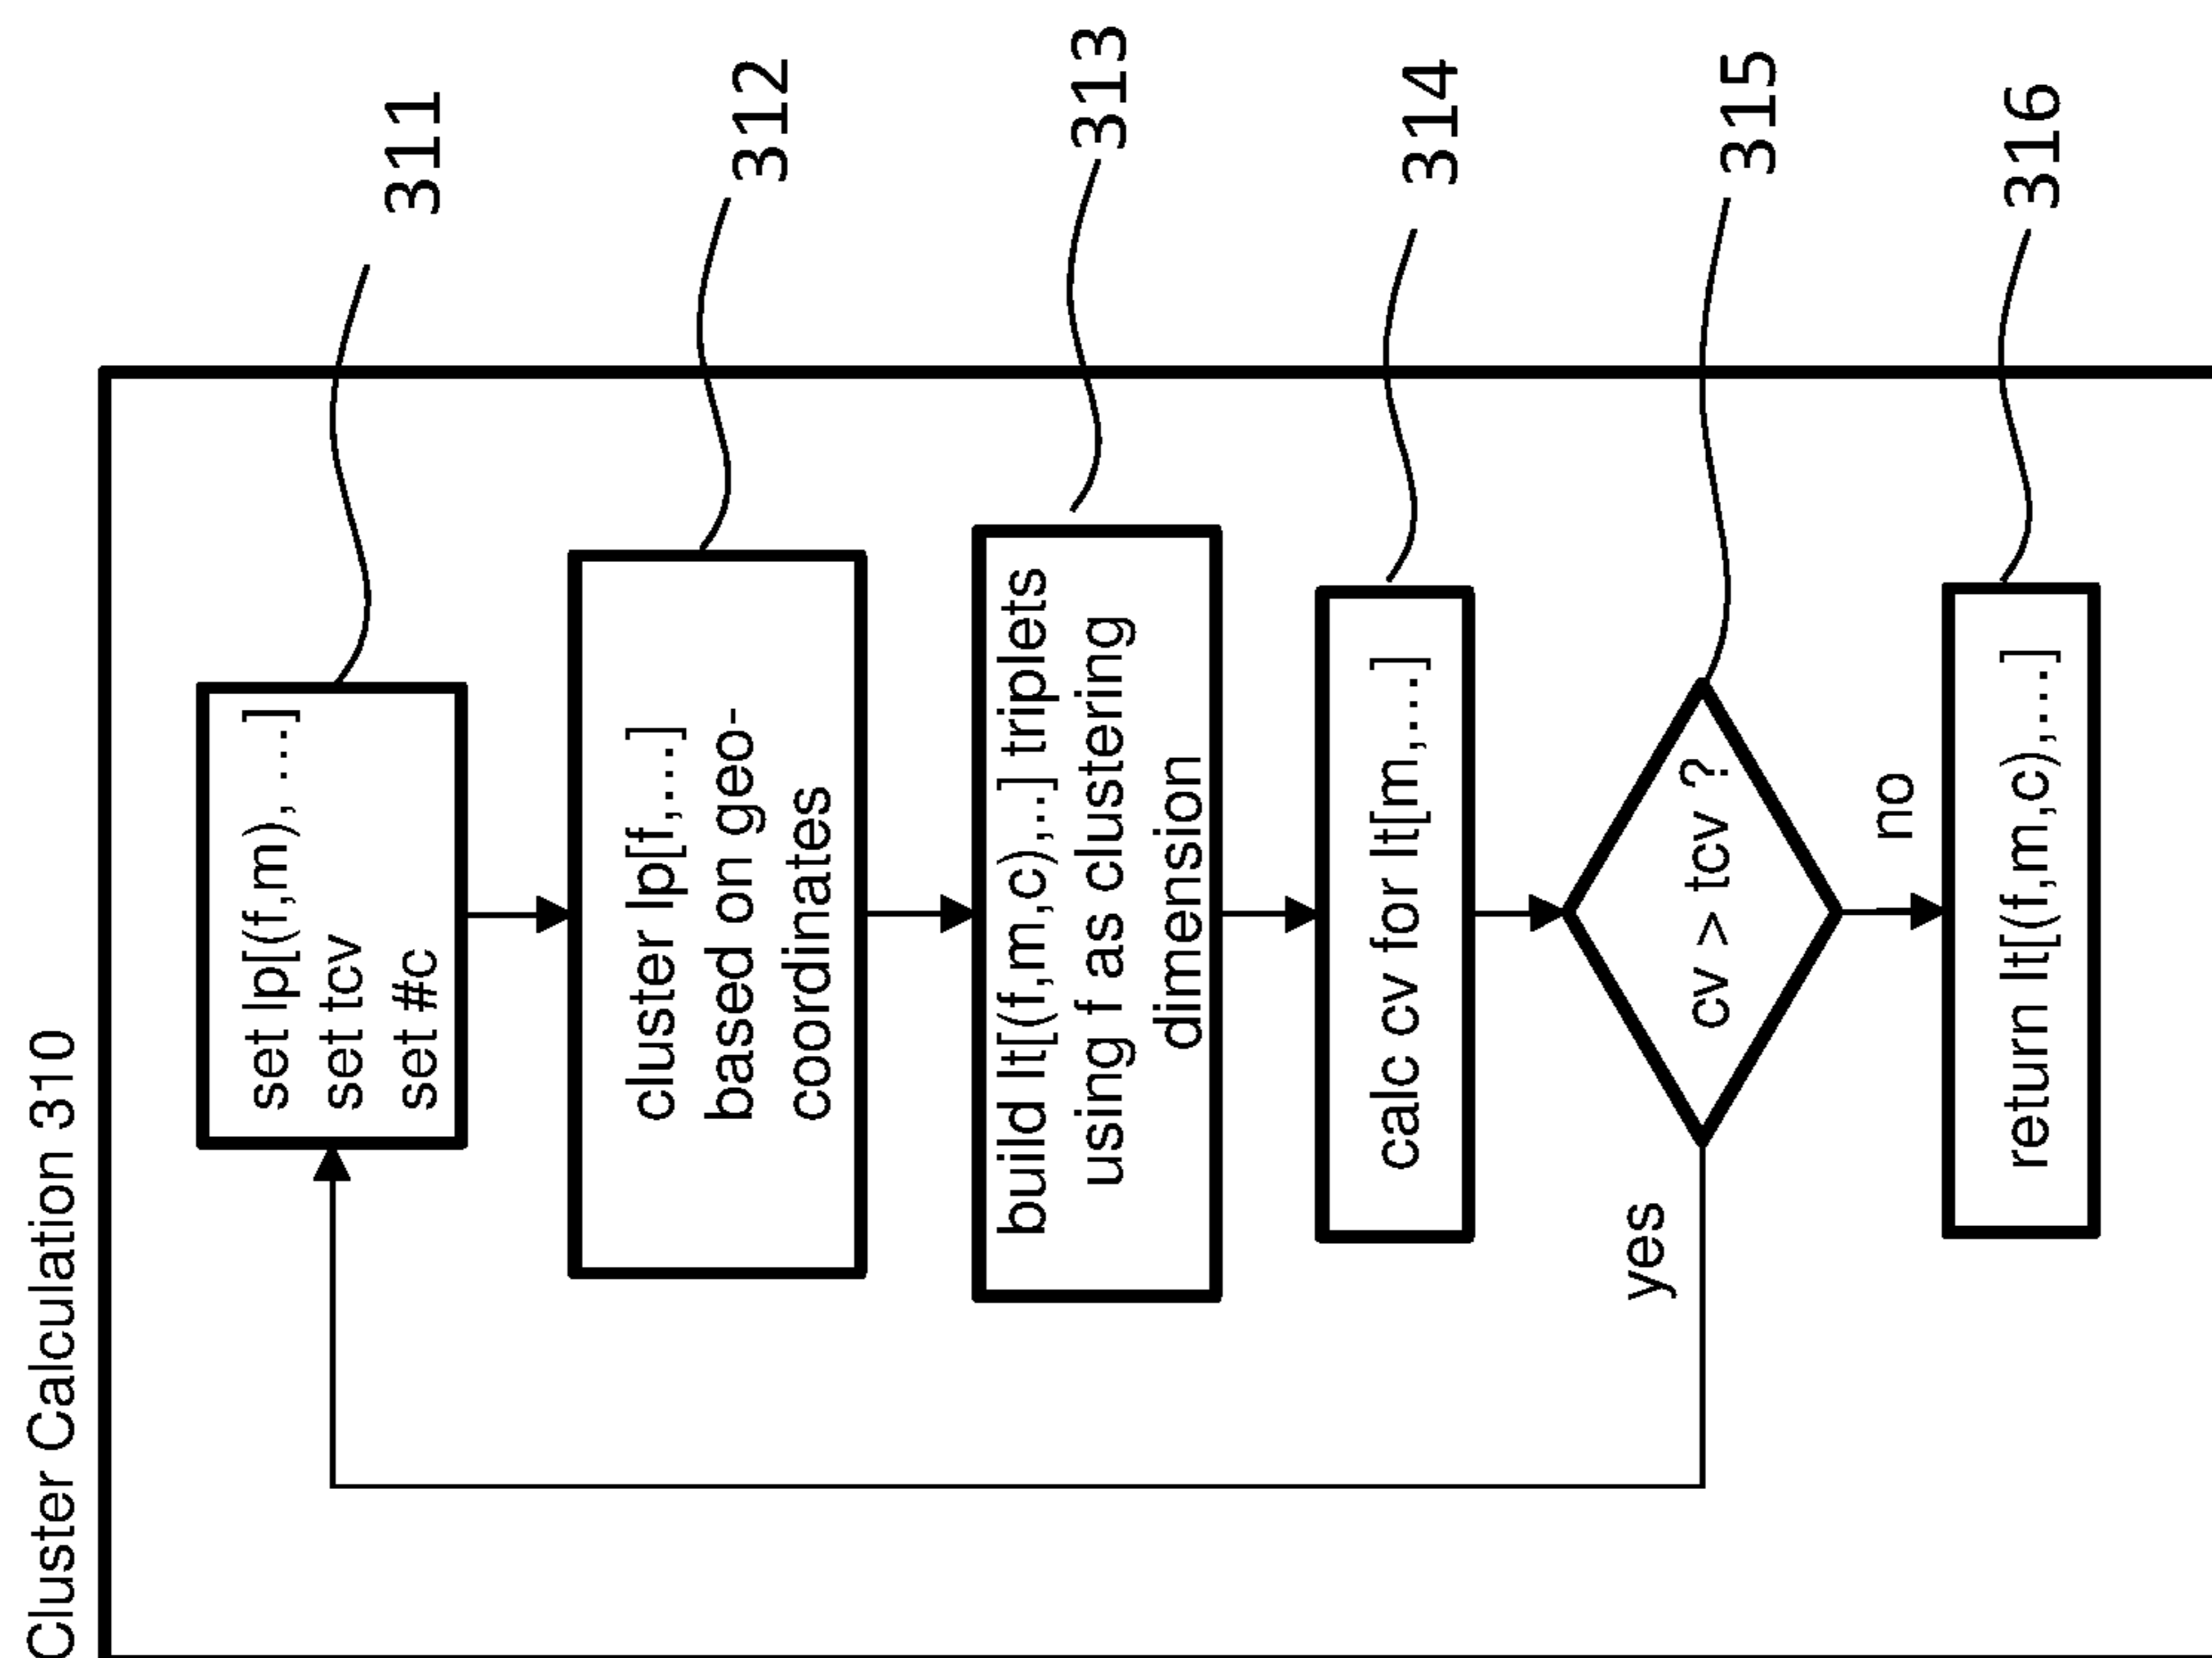 Cluster Calculation 310
set lp[(f,m), ...]
set tcv
set #c
311
cluster lp[f,...]
based on geo-
coordinates
312
build lt[(f,m,c),..] triplets
using f as clustering
dimension
313
calc cv for lt[m,...]
314
cv > tcv ?
315
yes
no
return lt[(f,m,c),...]
316